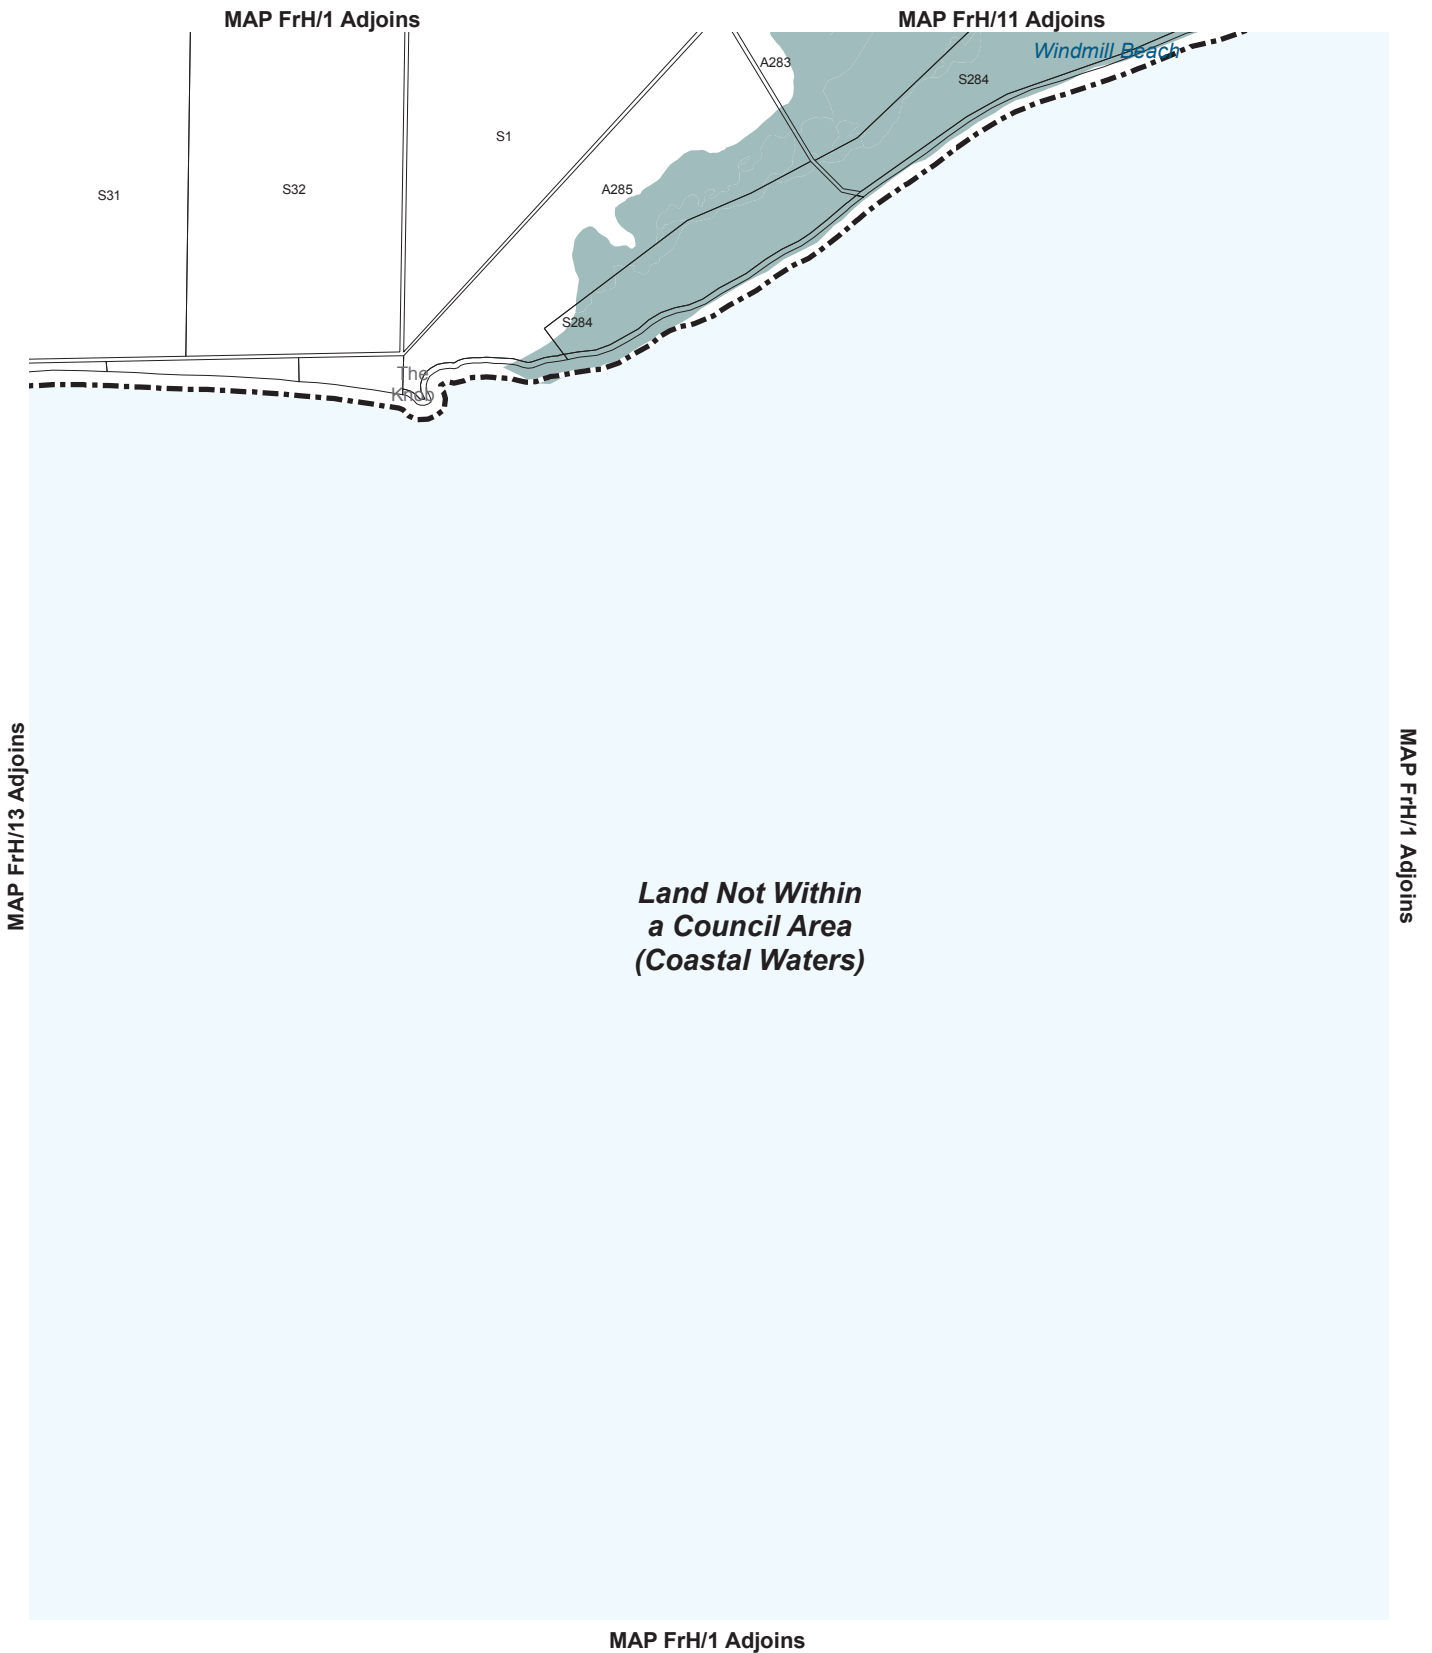 MAP FrH/1 Adjoins
MAP FrH/11 Adjoins
Windmill Beach
A283
S284
S1
A285
S32
S31
S284
The
Knob
MAP FrH/13 Adjoins
MAP FrH/1 Adjoins
Land Not Within
a Council Area
(Coastal Waters)
MAP FrH/1 Adjoins